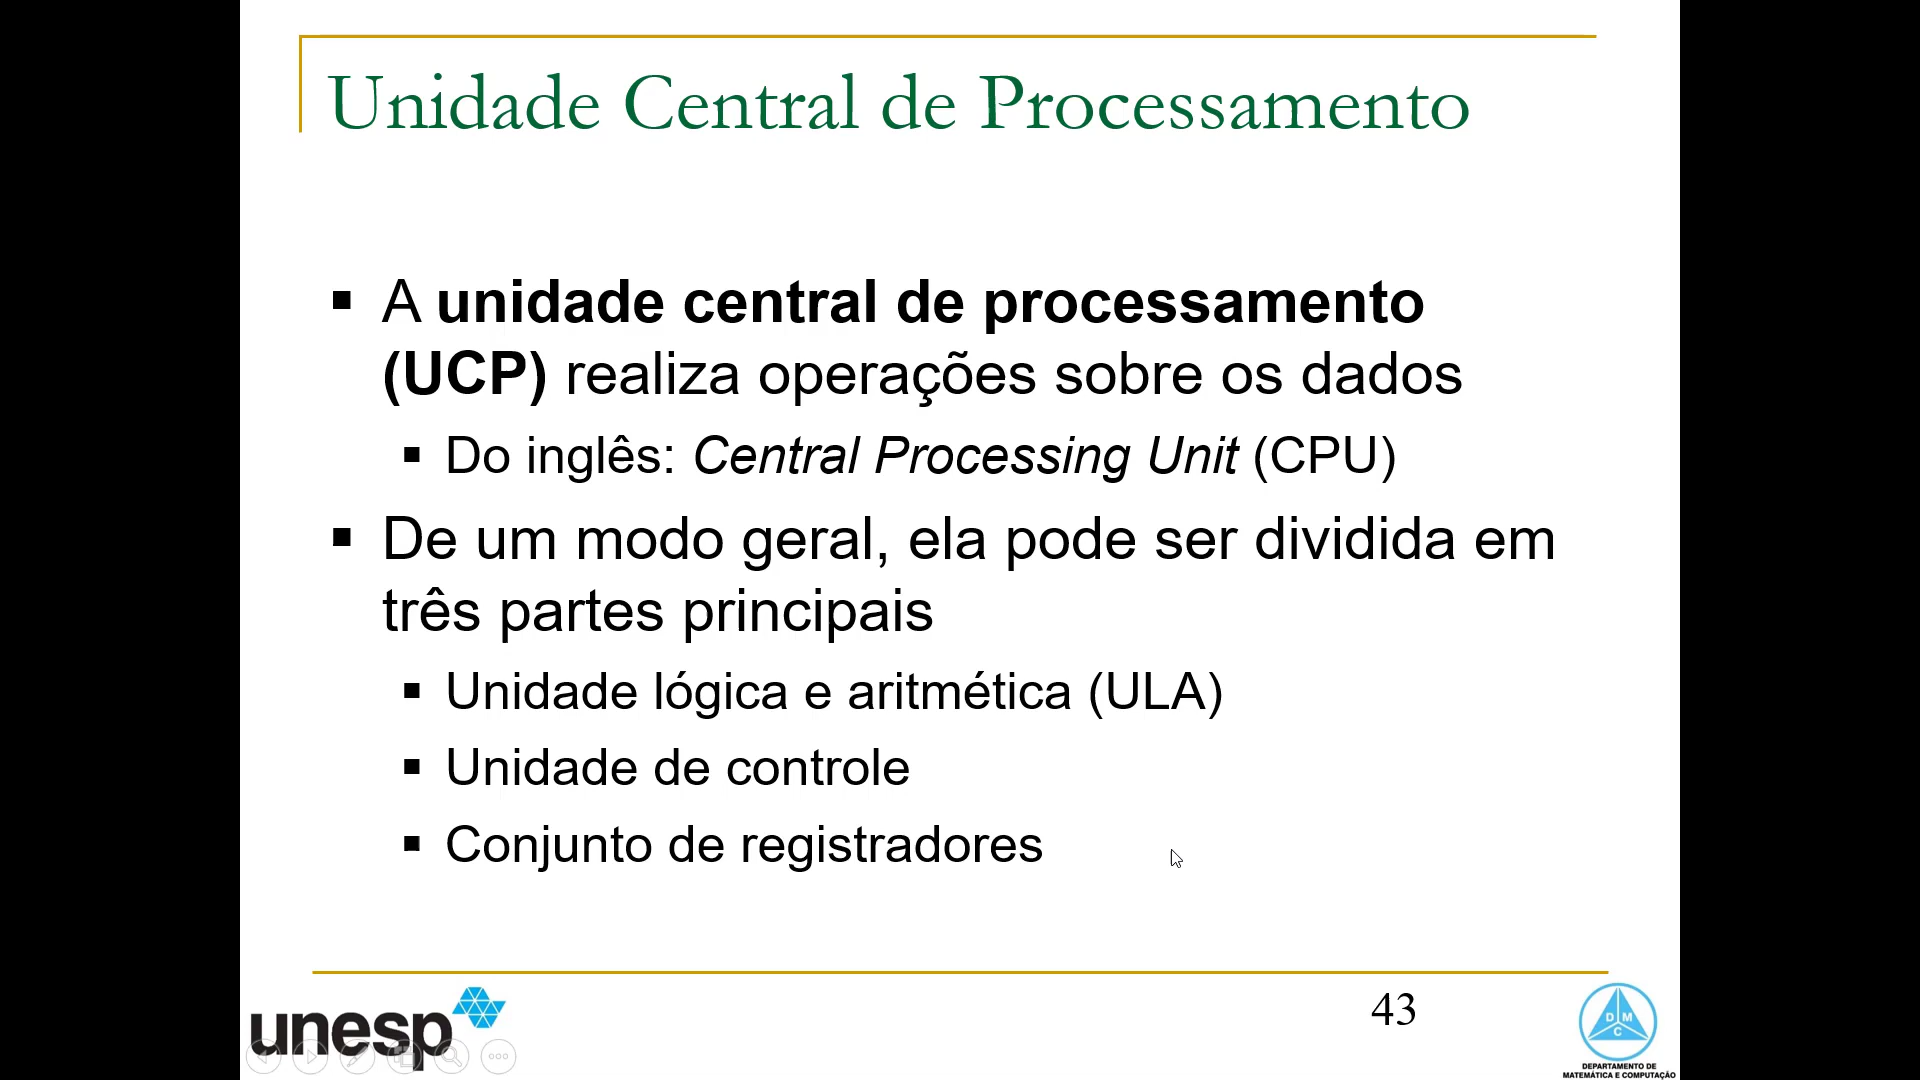 Unidade Central de Processamento
A unidade central de processamento
(UCP) realiza operações sobre os dados
Do inglês: Central Processing Unit (CPU)
De um modo geral, ela pode ser dividida em
três partes principais
Unidade lógica e aritmética (ULA)
Unidade de controle
Conjunto de registradores
unesp
43
D M
C
DEPARTAMENTO DE
MATEMÁTICA E COMPUTAÇÃO